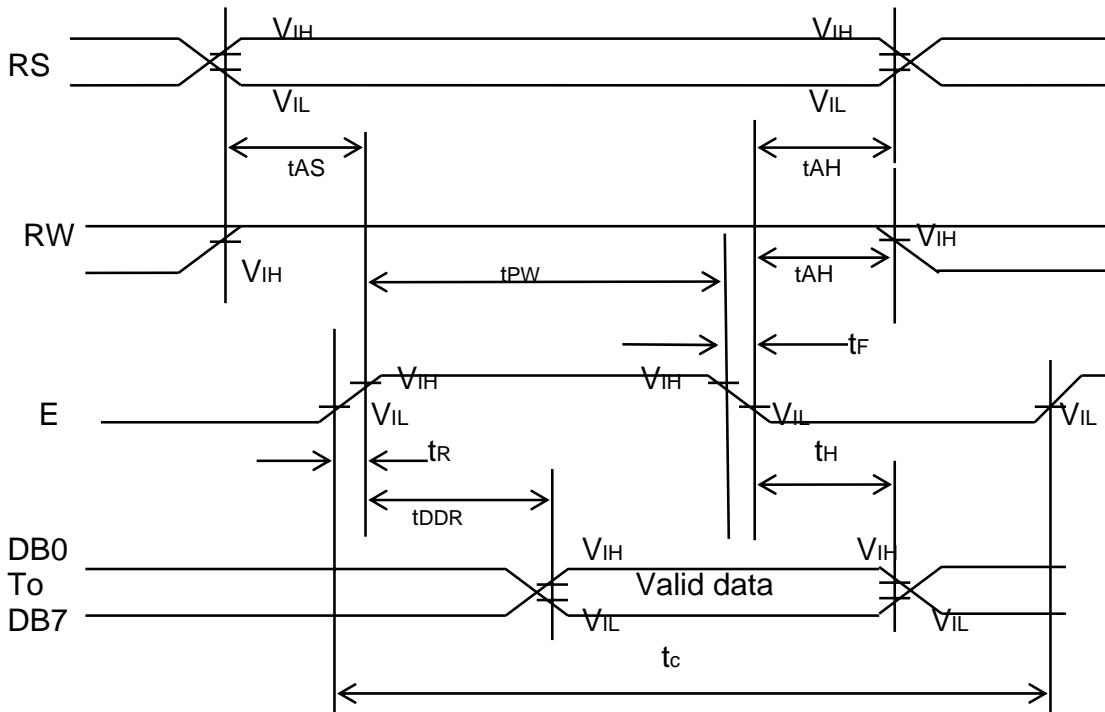 VIH VIH
RS
VIL VIL
tAS tAH
RW VIH
VIH tPW tAH
tF
VIH VIH
E VIL VIL VIL
tR tH
tDDR
DB0 VIH VIH
To Valid data
DB7 VIL VIL
tc